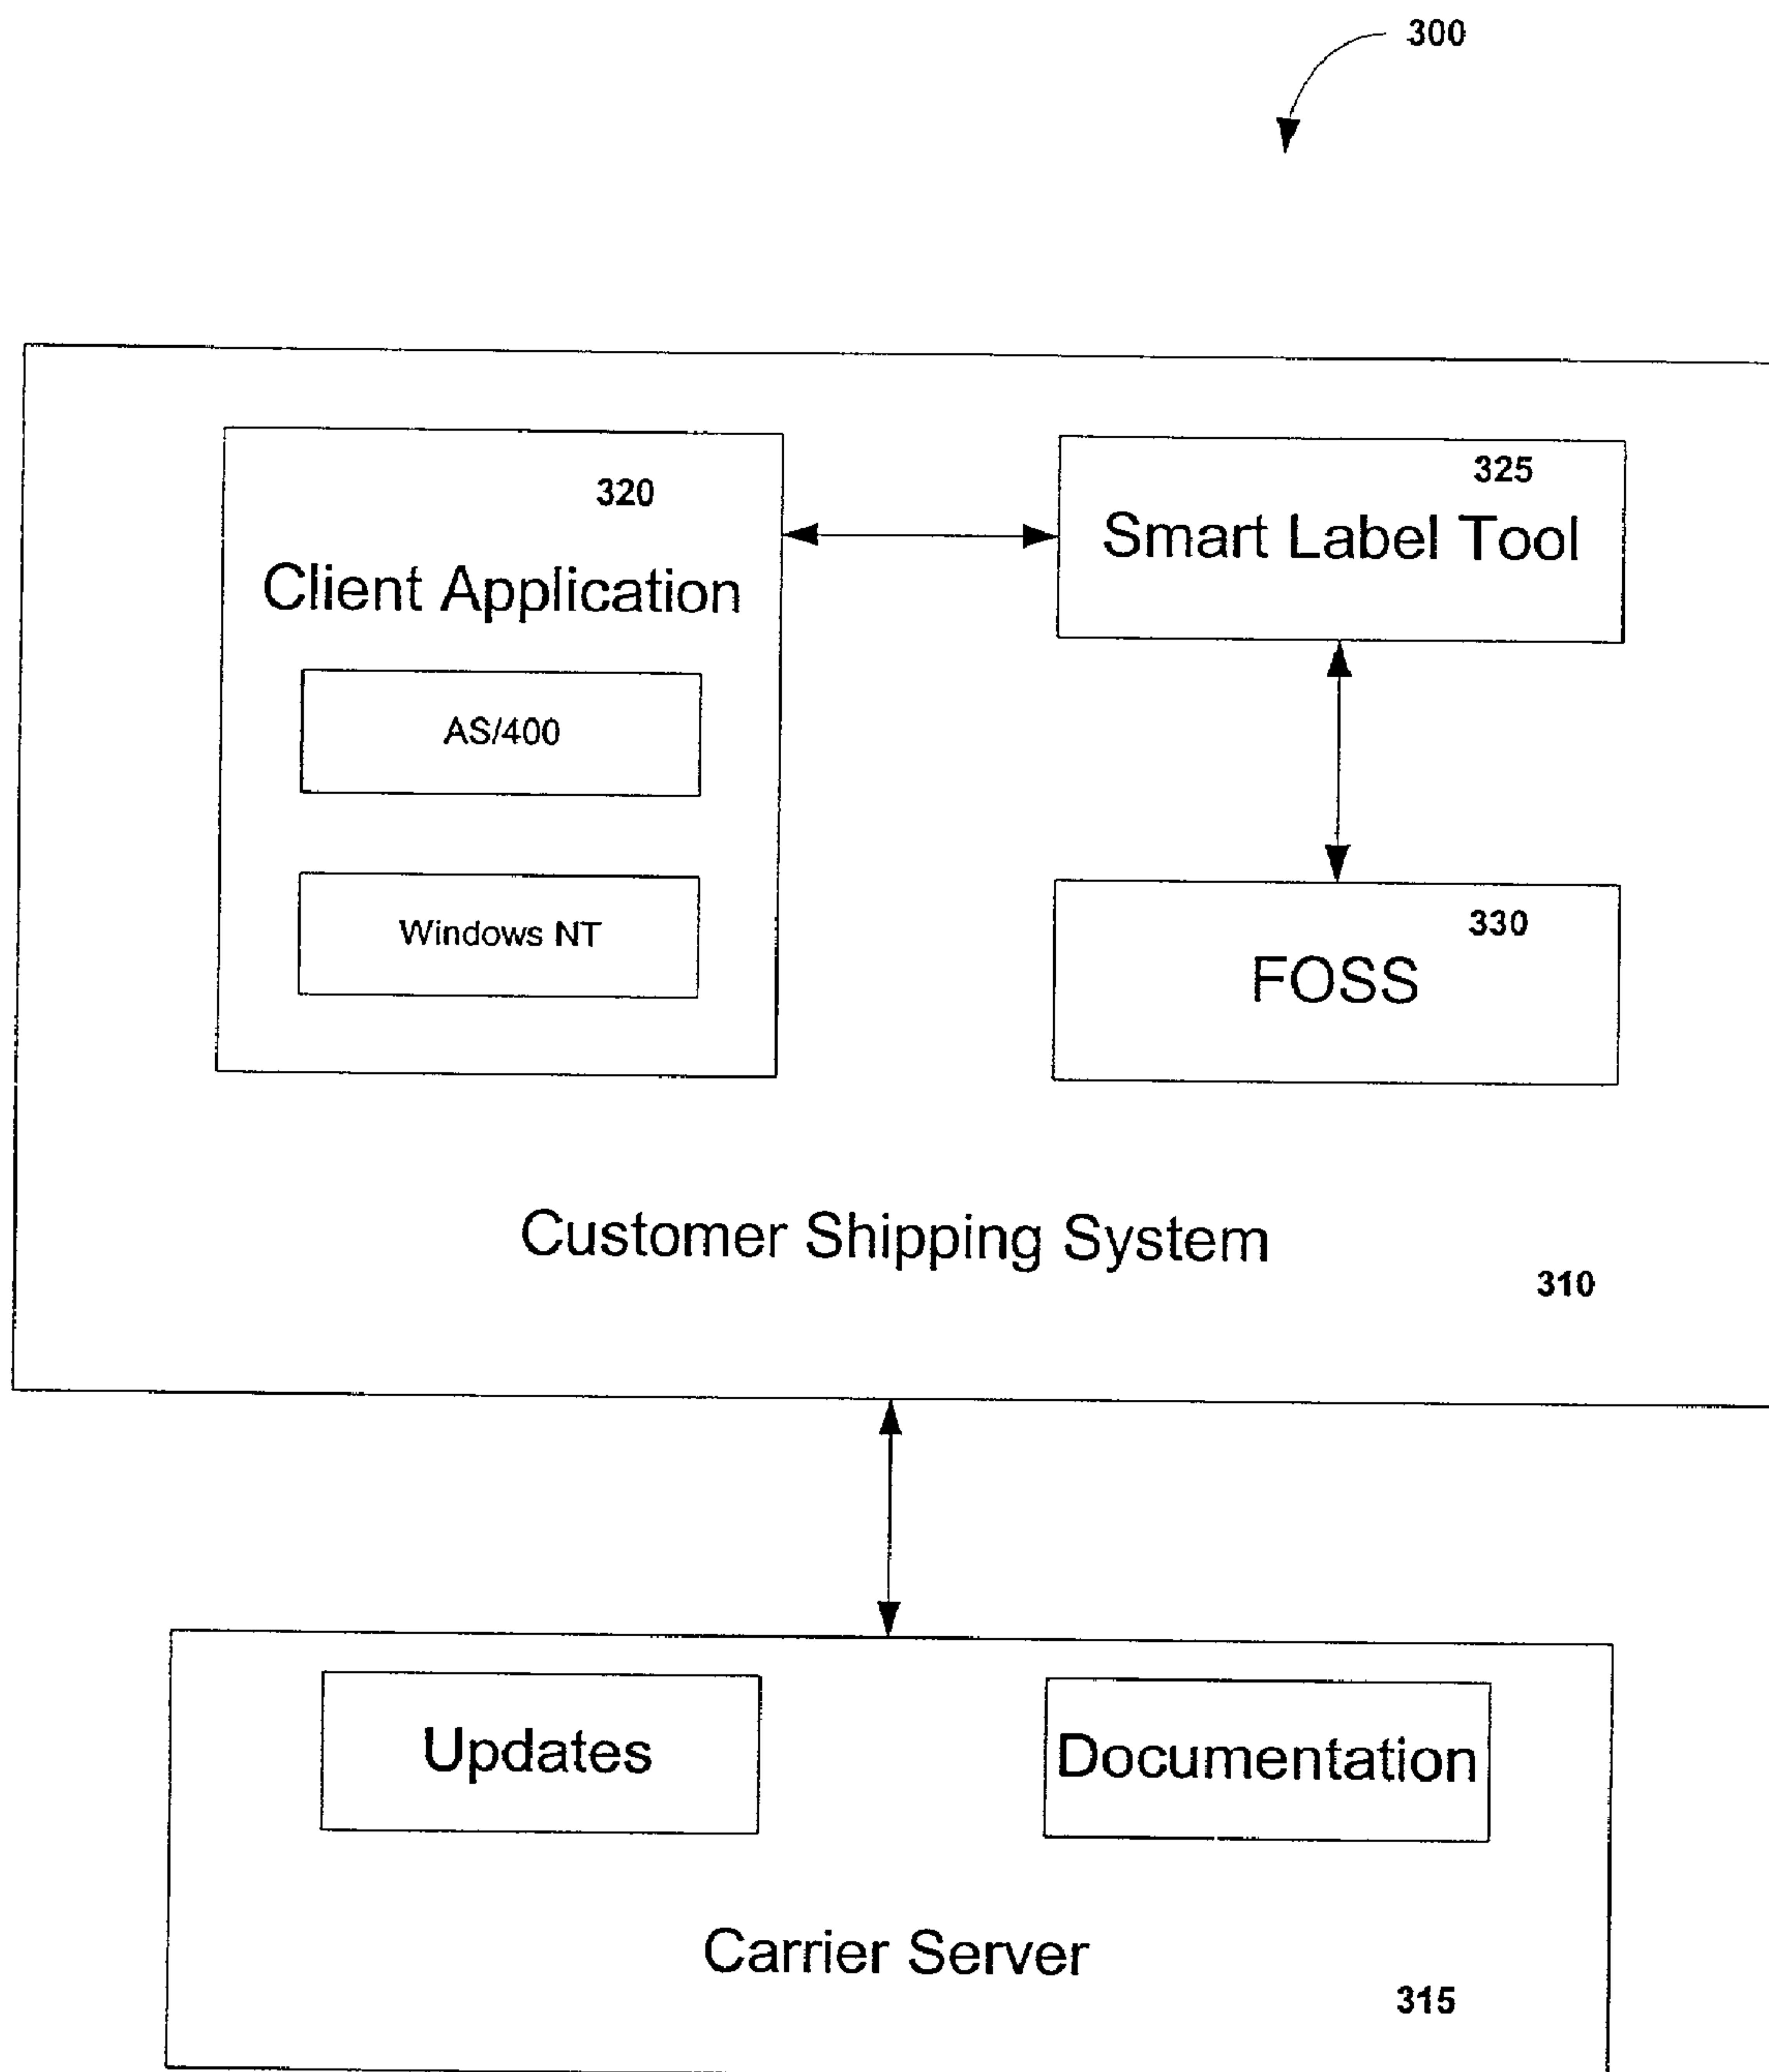 300
320
Client Application
AS/400
Windows NT
325
Smart Label Tool
330
FOSS
Customer Shipping System
310
Updates
Documentation
Carrier Server
315